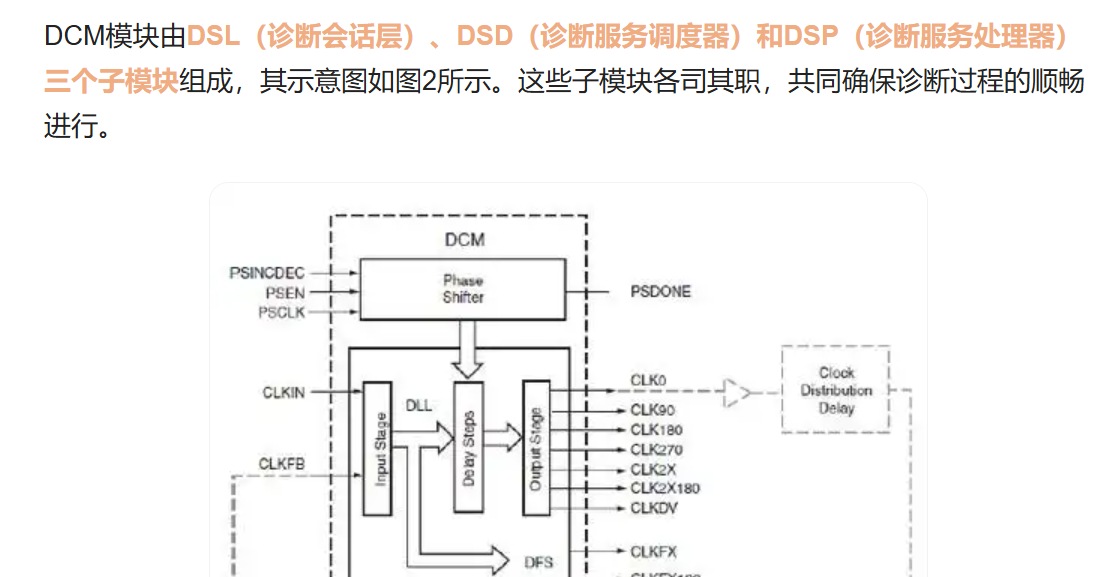 DCM模块由DSL（诊断会话层）、DSD（诊断服务调度器）和DSP（诊断服务处理器）
三个子模块组成，其示意图如图2所示。这些子模块各司其职，共同确保诊断过程的顺畅
进行。
DCM
PSINCDEC
PSEN
PSCLK
Phase
Shifter
PSDONE
CLKIN
CLKFB
DLL
Input Stage
Delay Steps
Output Stage
CLK0
CLK90
CLK180
CLK270
CLK2X
CLK2X180
CLKDV
Clock
Distribution
Delay
DFS
CLKFX